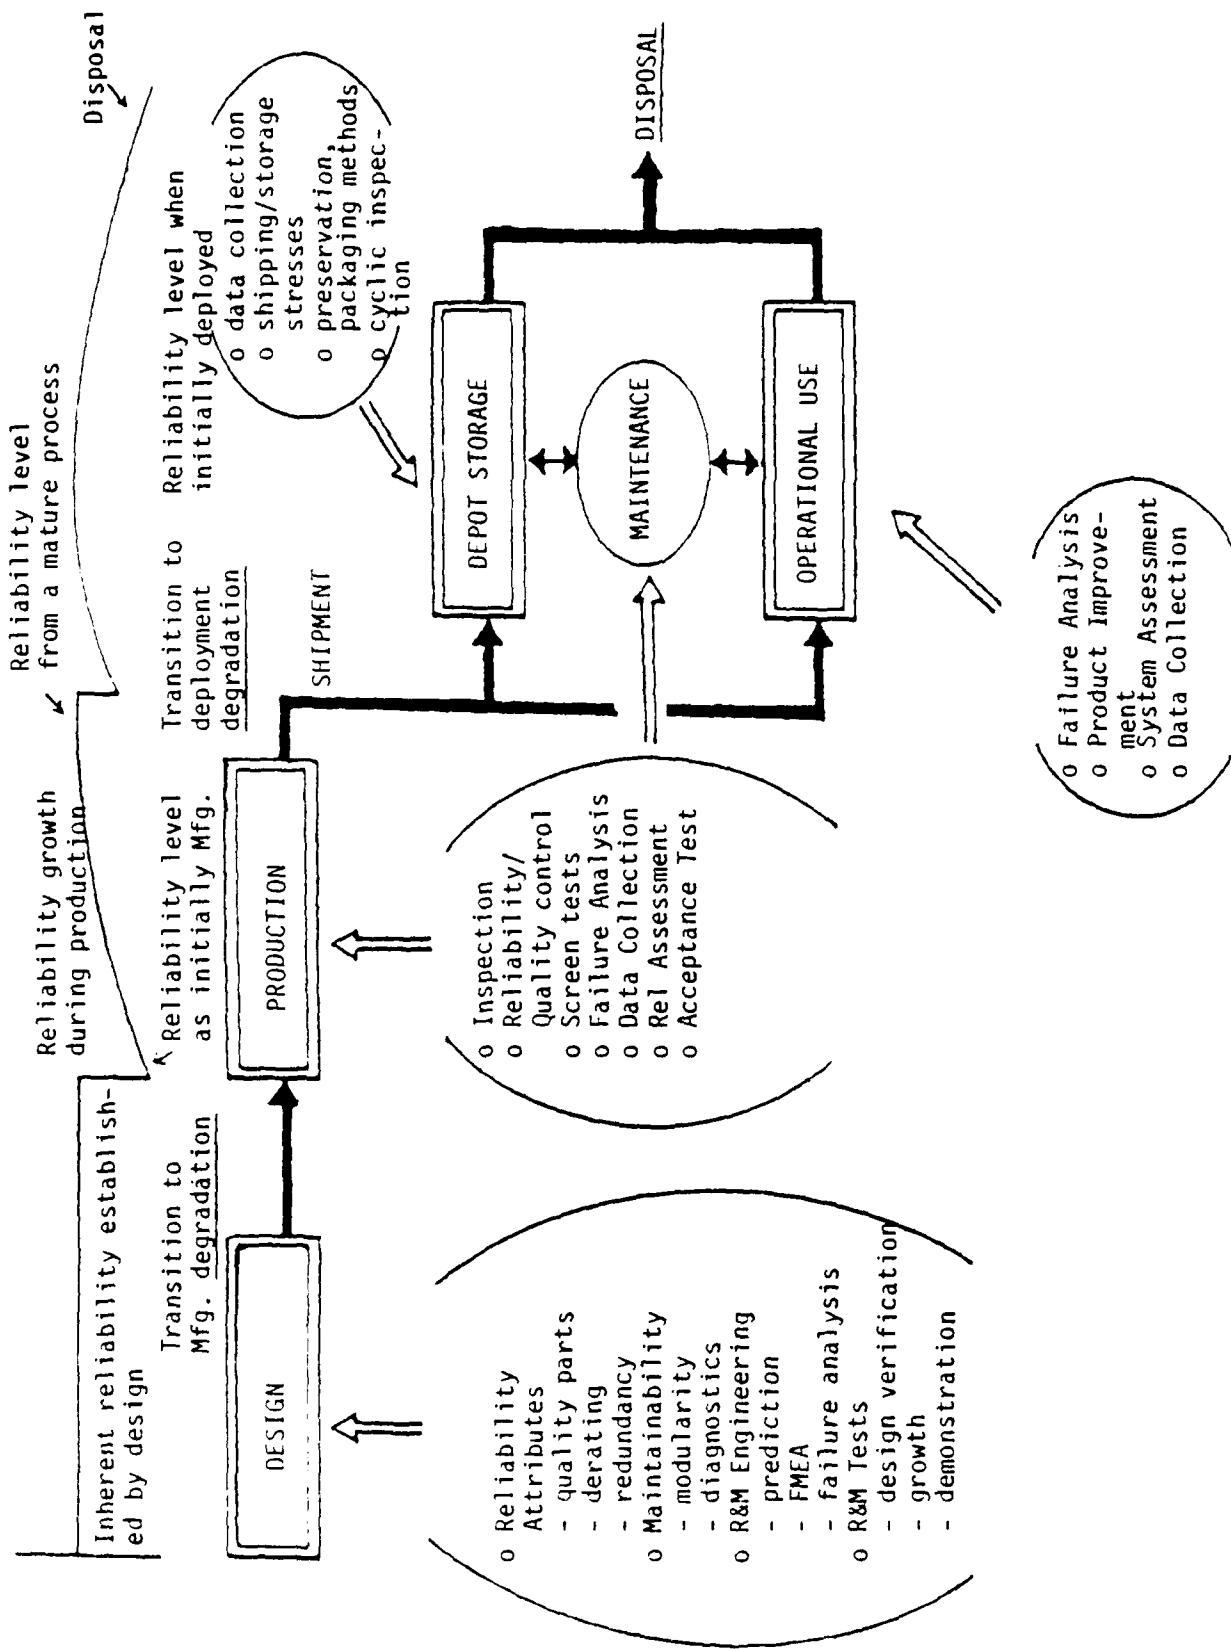 Reliability level
from a mature process
Disposal
Reliability growth
during production
Inherent reliability establish-
ed by design
Transition to
Mfg. degradation
Reliability level
as initially Mfg.
Transition to
deployment
degradation
Reliability level when
initially deployed
SHIPMENT
DESIGN
PRODUCTION
DEPOT STORAGE
MAINTENANCE
OPERATIONAL USE
DISPOSAL
o data collection
o shipping/storage
stresses
o preservation,
packaging methods
o cyclic inspec-
tion
o Reliability
Attributes
- quality parts
- derating
- redundancy
o Maintainability
- modularity
- diagnostics
o R&M Engineering
- prediction
- FMEA
- failure analysis
o R&M Tests
- design verification
- growth
- demonstration
o Inspection
o Reliability/
Quality control
o Screen tests
o Failure Analysis
o Data Collection
o Rel Assessment
o Acceptance Test
o Failure Analysis
o Product Improve-
ment
o System Assessment
o Data Collection